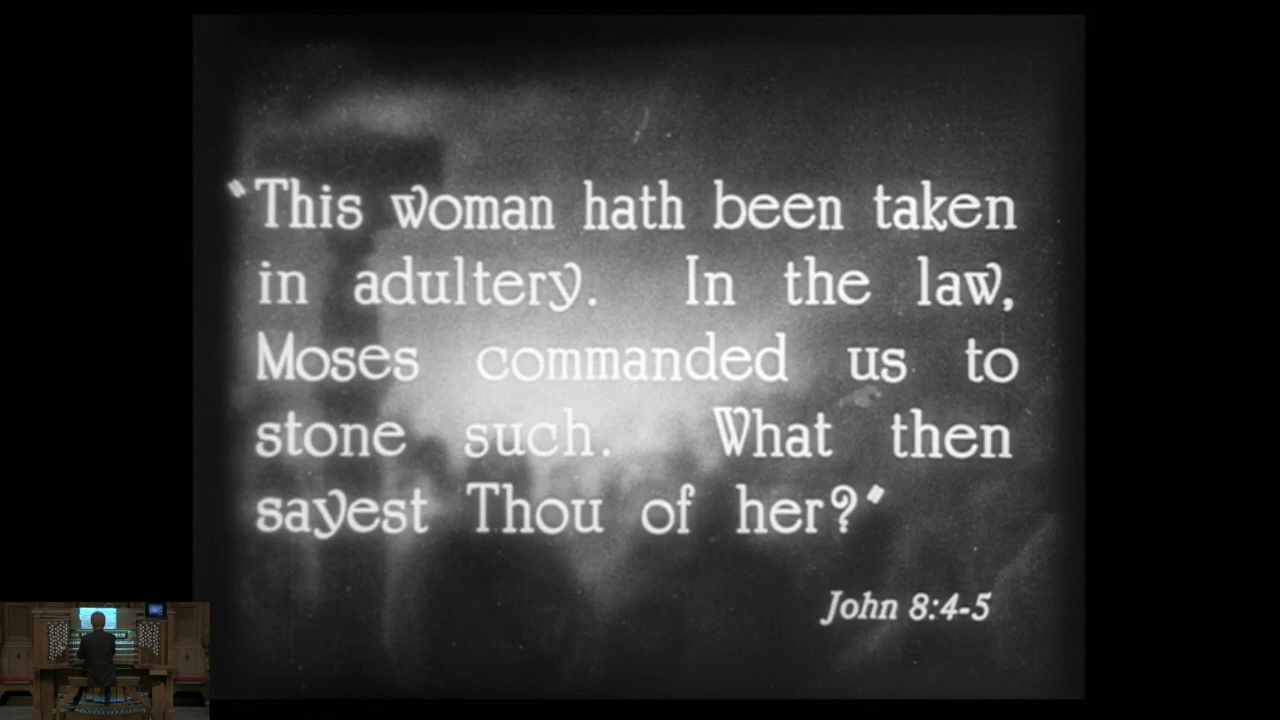 "This woman hath been taken
in adultery. In the law,
Moses commanded us to
stone such. What then
sayest Thou of her?"
John 8:4-5